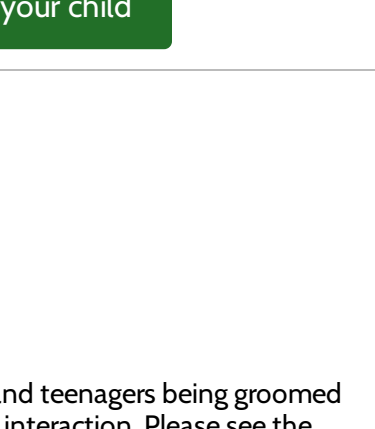 your child
and teenagers being groomed
interaction. Please see the